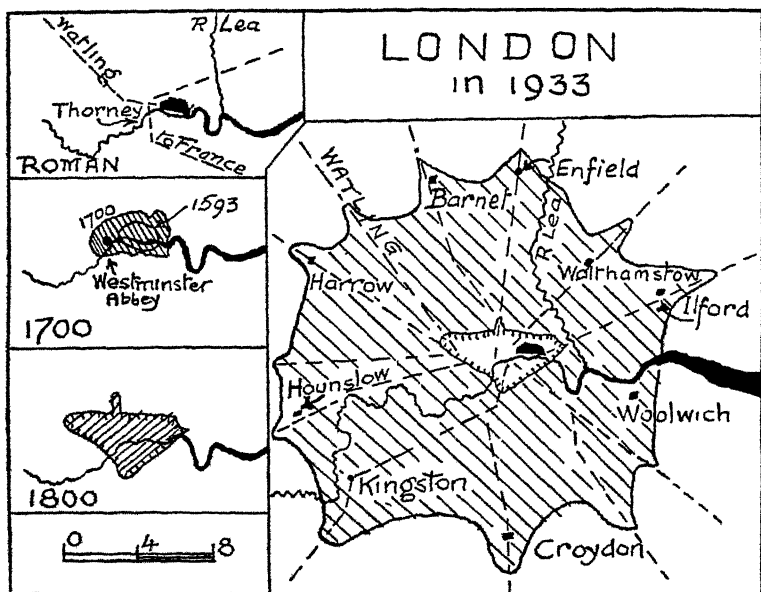 LONDON
in 1933
Watling
R Lea
Thorney
to France
ROMAN
1700
1593
Westminster
Abbey
1700
1800
0 4 8
WATLING
Enfield
Barnet
R Lea
Walthamstow
Harrow
Ilford
Hounslow
Woolwich
Kingston
Croydon